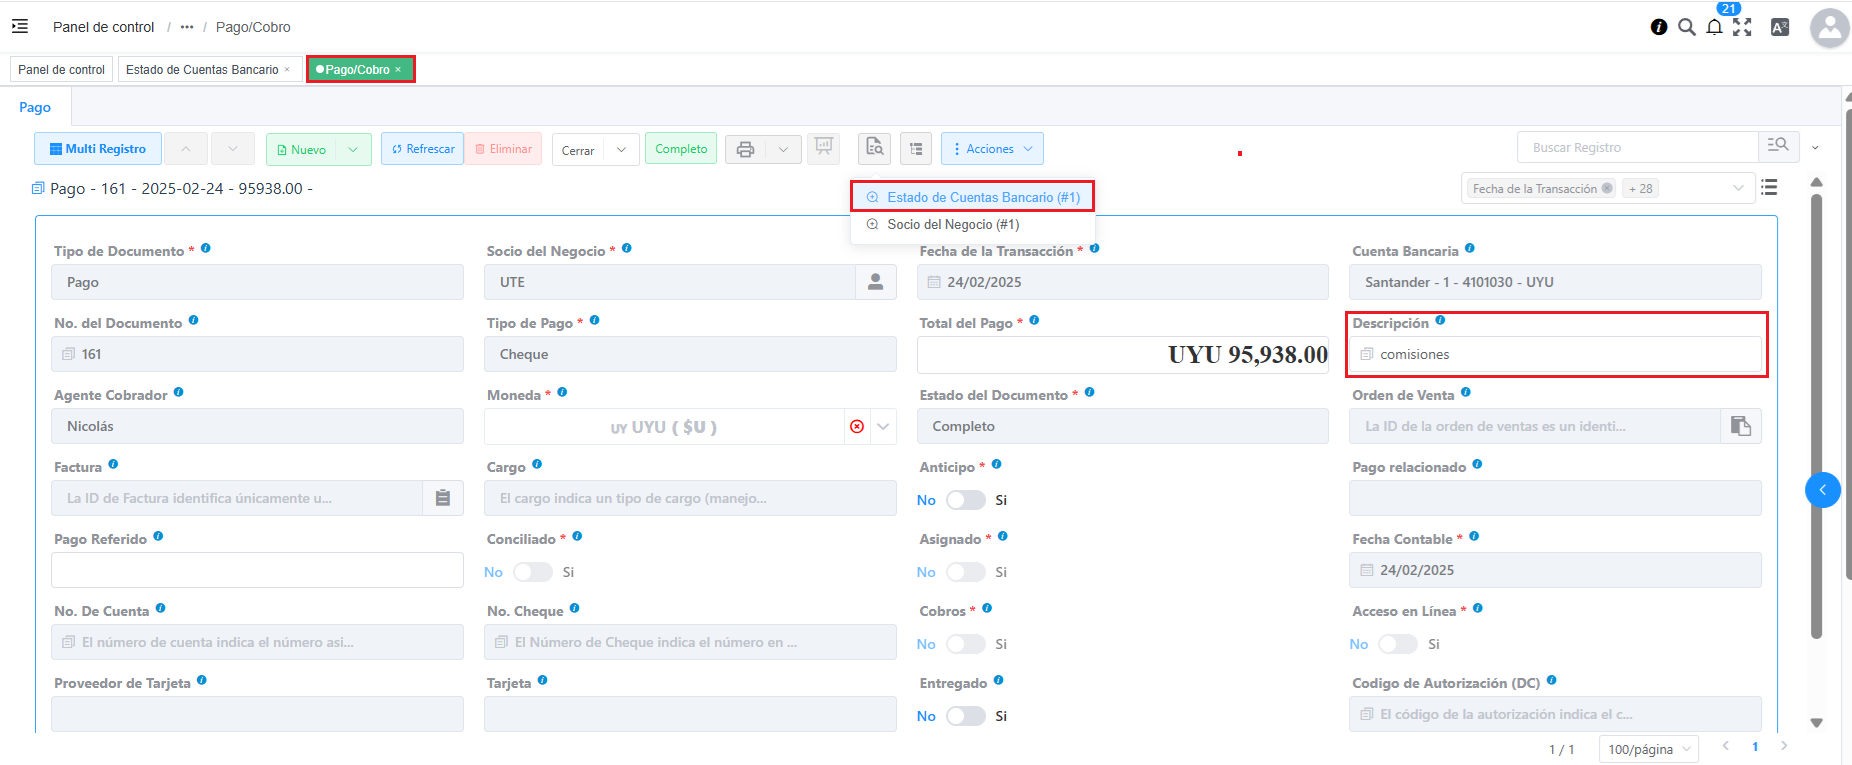 Panel de control / ••• / Pago/Cobro
21
Panel de control
Estado de Cuentas Bancario ×
Pago/Cobro ×
Pago
Multi Registro
Nuevo
Refrescar
Eliminar
Cerrar
Completo
Acciones
Buscar Registro
Pago - 161 - 2025-02-24 - 95938.00 -
Fecha de la Transacción
+ 28
Estado de Cuentas Bancario (#1)
Socio del Negocio (#1)
Tipo de Documento *
Socio del Negocio *
Fecha de la Transacción *
Cuenta Bancaria
Pago
UTE
24/02/2025
Santander - 1 - 4101030 - UYU
No. del Documento
Tipo de Pago *
Total del Pago *
Descripción
161
Cheque
UYU 95,938.00
comisiones
Agente Cobrador
Moneda *
Estado del Documento *
Orden de Venta
Nicolás
UY UYU ( $U )
Completo
La ID de la orden de ventas es un identi...
Factura
Cargo
Anticipo *
Pago relacionado
La ID de Factura identifica únicamente u...
El cargo indica un tipo de cargo (manejo...
No Si
Pago Referido
Conciliado *
Asignado *
Fecha Contable *
No Si
No Si
24/02/2025
No. De Cuenta
No. Cheque
Cobros *
Acceso en Línea *
El número de cuenta indica el número asi...
El Número de Cheque indica el número en ...
No Si
No Si
Proveedor de Tarjeta
Tarjeta
Entregado
Codigo de Autorización (DC)
No Si
El código de la autorización indica el c...
1 / 1
100/página
1